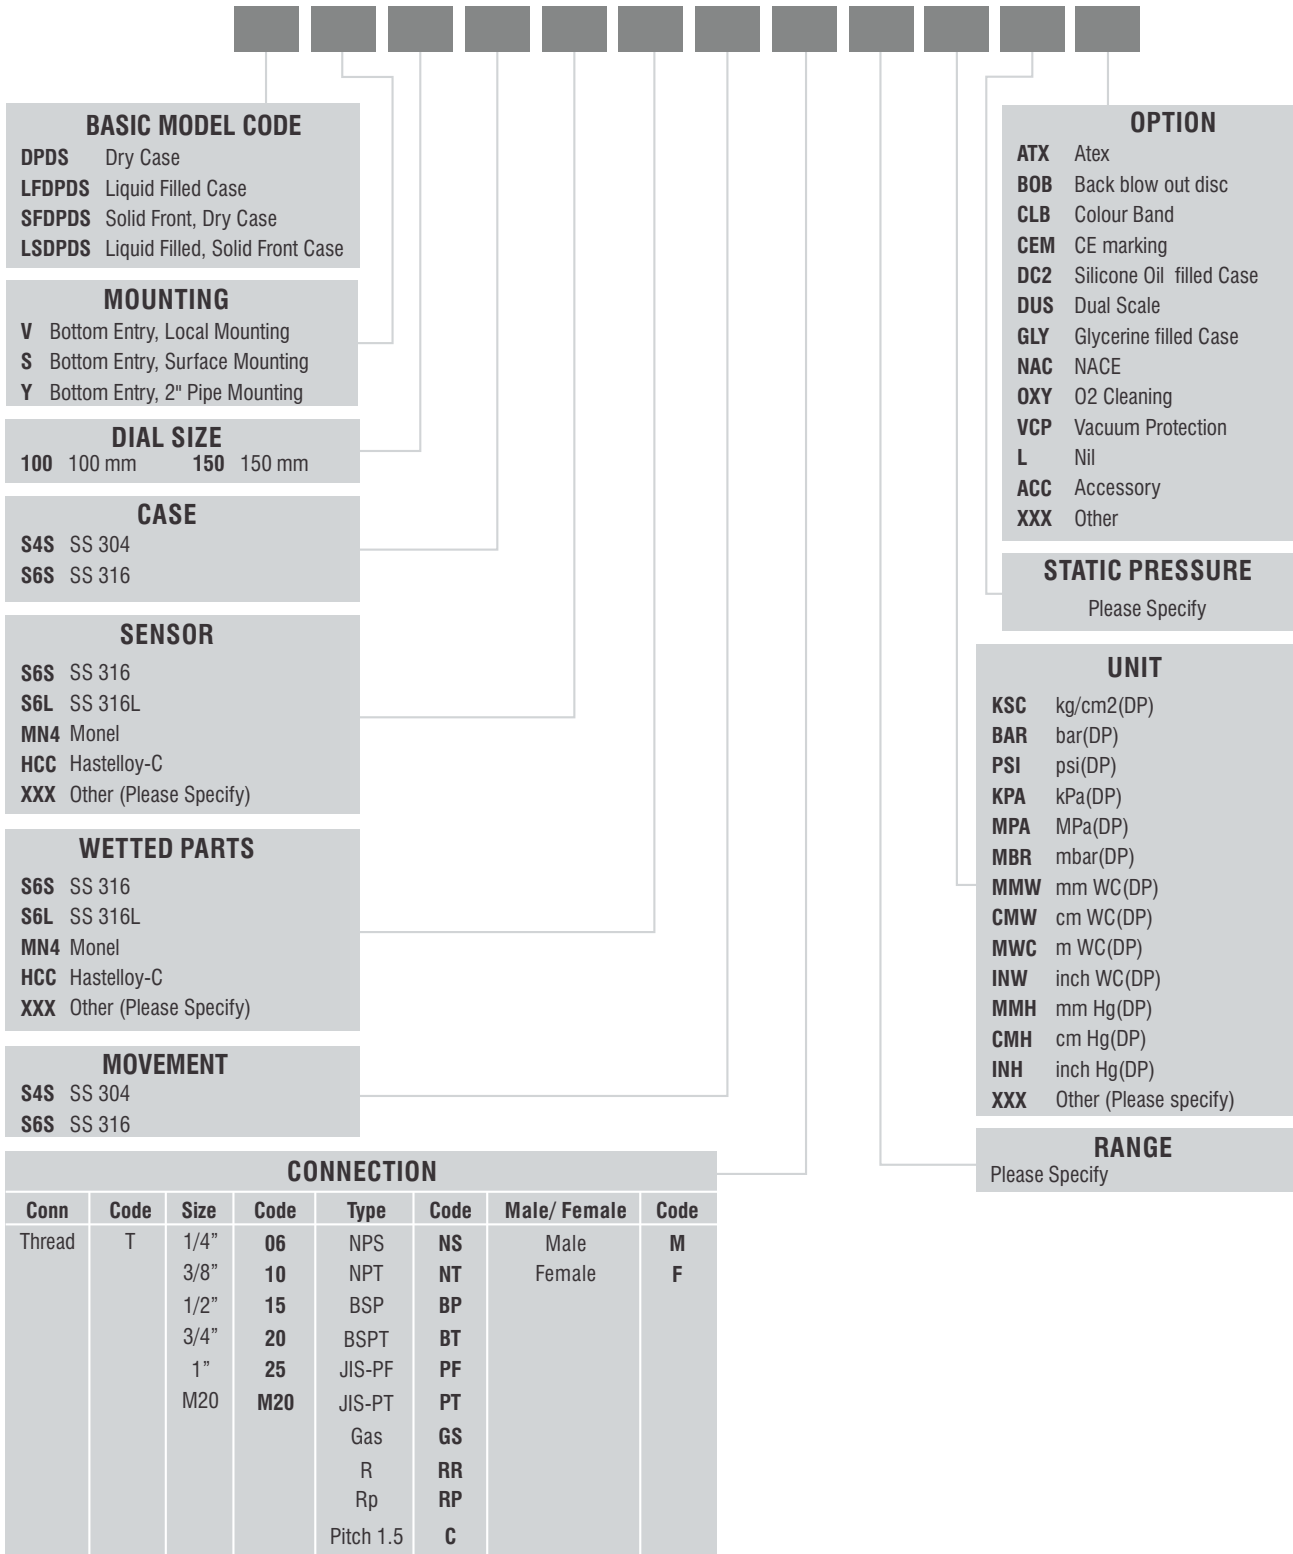 BASIC MODEL CODE
DPDS Dry Case
LFDPDS Liquid Filled Case
SFDPDS Solid Front, Dry Case
LSDPDS Liquid Filled, Solid Front Case
MOUNTING
V Bottom Entry, Local Mounting
S Bottom Entry, Surface Mounting
Y Bottom Entry, 2" Pipe Mounting
DIAL SIZE
100 100 mm 150 150 mm
CASE
S4S SS 304
S6S SS 316
SENSOR
S6S SS 316
S6L SS 316L
MN4 Monel
HCC Hastelloy-C
XXX Other (Please Specify)
WETTED PARTS
S6S SS 316
S6L SS 316L
MN4 Monel
HCC Hastelloy-C
XXX Other (Please Specify)
MOVEMENT
S4S SS 304
S6S SS 316
CONNECTION
Conn Code Size Code Type Code Male/ Female Code
Thread T 1/4” 06 NPS NS Male M
3/8” 10 NPT NT Female F
1/2” 15 BSP BP
3/4” 20 BSPT BT
1” 25 JIS-PF PF
M20 M20 JIS-PT PT
Gas GS
R RR
Rp RP
Pitch 1.5 C
OPTION
ATX Atex
BOB Back blow out disc
CLB Colour Band
CEM CE marking
DC2 Silicone Oil filled Case
DUS Dual Scale
GLY Glycerine filled Case
NAC NACE
OXY O2 Cleaning
VCP Vacuum Protection
L Nil
ACC Accessory
XXX Other
STATIC PRESSURE
Please Specify
UNIT
KSC kg/cm2(DP)
BAR bar(DP)
PSI psi(DP)
KPA kPa(DP)
MPA MPa(DP)
MBR mbar(DP)
MMW mm WC(DP)
CMW cm WC(DP)
MWC m WC(DP)
INW inch WC(DP)
MMH mm Hg(DP)
CMH cm Hg(DP)
INH inch Hg(DP)
XXX Other (Please specify)
RANGE
Please Specify